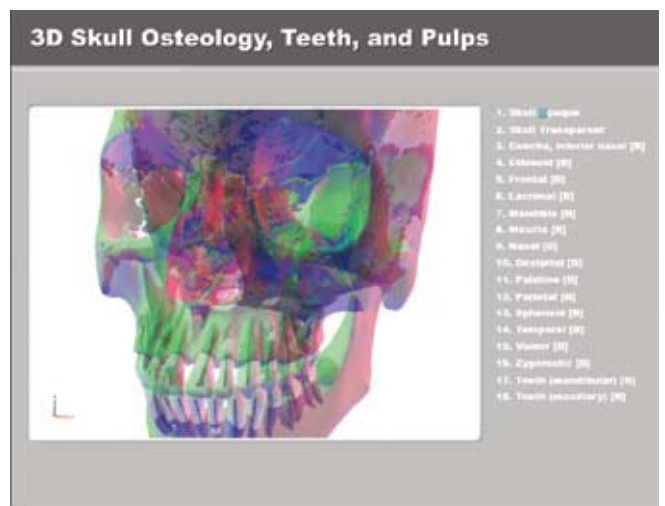 3D Skull Osteology, Teeth, and Pulps
1. Skull Opaque
2. Skull Transparent
3. Concha, inferior nasal [R]
4. Ethmoid [R]
5. Frontal [R]
6. Lacrimal [R]
7. Mandible [R]
8. Maxilla [R]
9. Nasal [R]
10. Occipital [R]
11. Palatine [R]
12. Parietal [R]
13. Sphenoid [R]
14. Temporal [R]
15. Vomer [R]
16. Zygomatic [R]
17. Teeth (mandibular) [R]
18. Teeth (maxillary) [R]